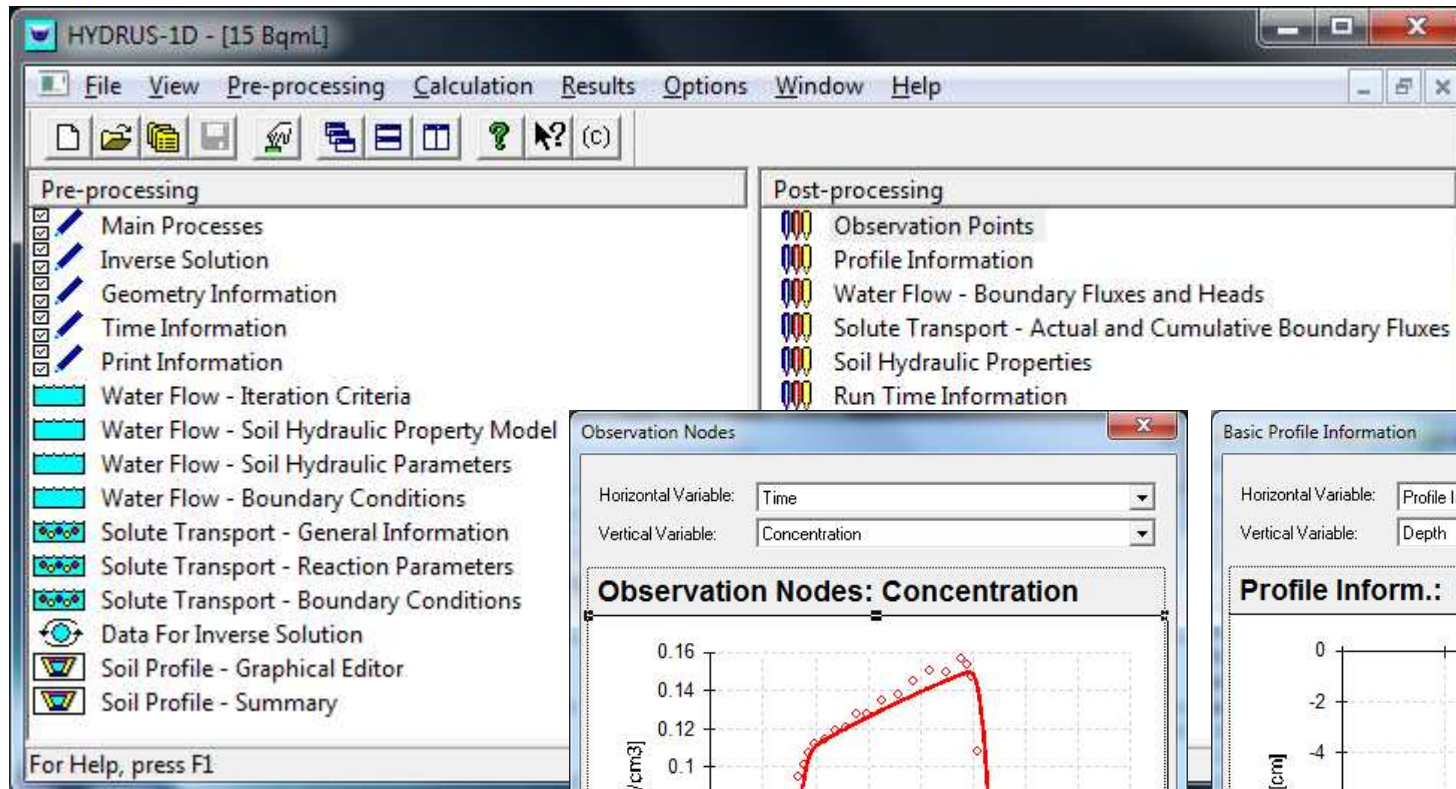 HYDRUS-1D - [15 BqmL]
File View Pre-processing Calculation Results Options Window Help
(c)
Pre-processing
Main Processes
Inverse Solution
Geometry Information
Time Information
Print Information
Water Flow - Iteration Criteria
Water Flow - Soil Hydraulic Property Model
Water Flow - Soil Hydraulic Parameters
Water Flow - Boundary Conditions
Solute Transport - General Information
Solute Transport - Reaction Parameters
Solute Transport - Boundary Conditions
Data For Inverse Solution
Soil Profile - Graphical Editor
Soil Profile - Summary
For Help, press F1
Post-processing
Observation Points
Profile Information
Water Flow - Boundary Fluxes and Heads
Solute Transport - Actual and Cumulative Boundary Fluxes
Soil Hydraulic Properties
Run Time Information
Observation Nodes
Horizontal Variable: Time
Vertical Variable: Concentration
Observation Nodes: Concentration
0.16
0.14
0.12
0.1
/cm3]
Basic Profile Information
Horizontal Variable: Profile I
Vertical Variable: Depth
Profile Inform.:
0
-2
-4
[cm]